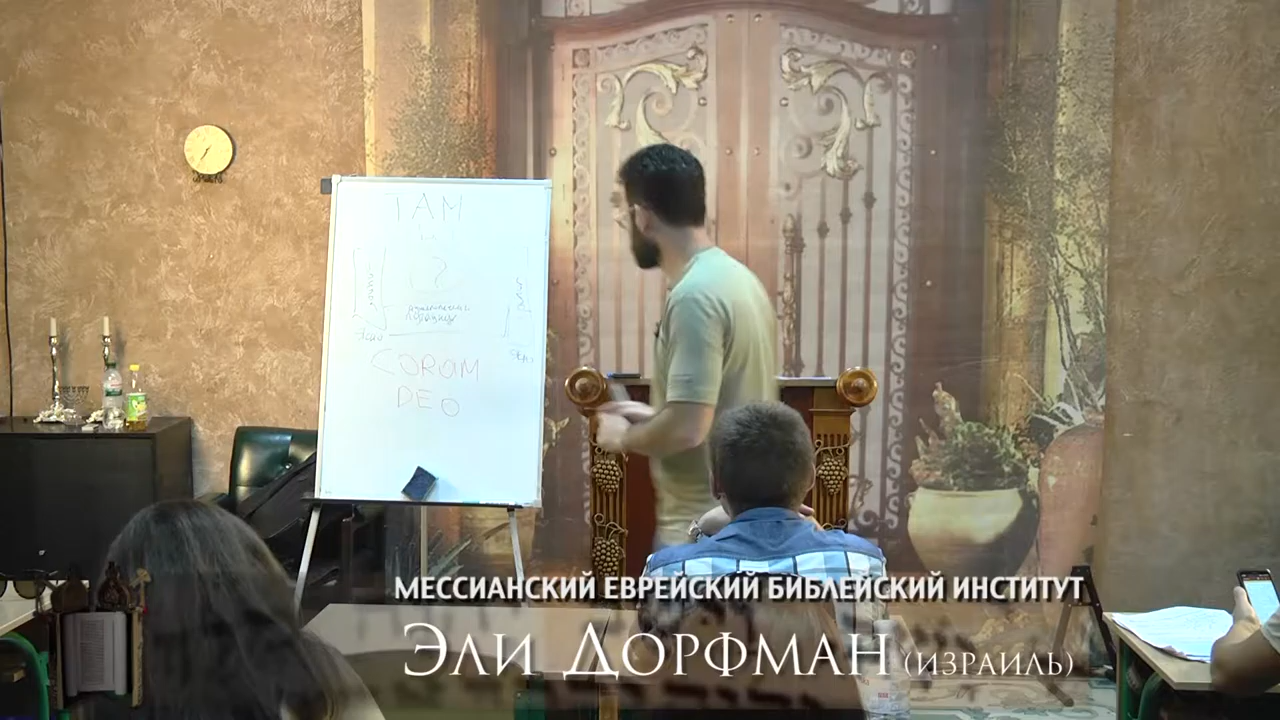 ТАМ
CORAM
DEO
МЕССИАНСКИЙ ЕВРЕЙСКИЙ БИБЛЕЙСКИЙ ИНСТИТУТ
ЭЛИ ДОРФМАН (ИЗРАИЛЬ)